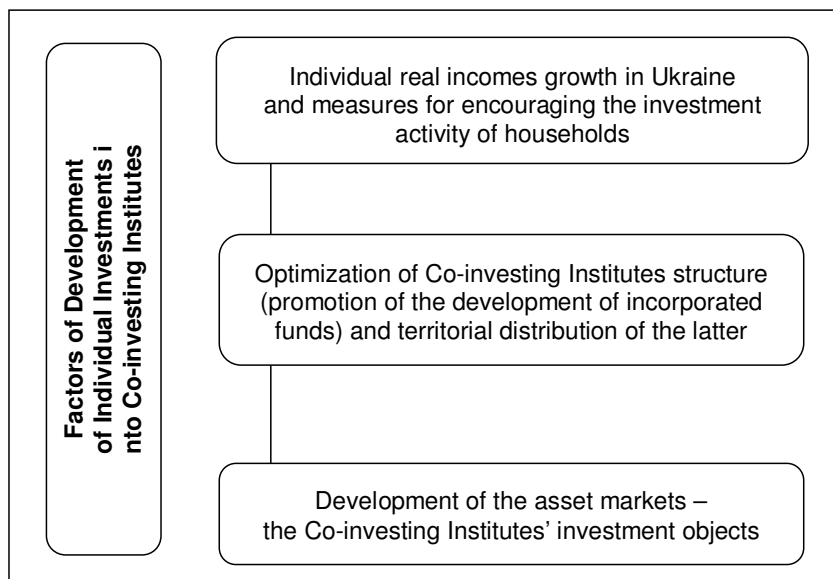 Factors of Development
of Individual Investments i
nto Co-investing Institutes
Individual real incomes growth in Ukraine
and measures for encouraging the investment
activity of households
Optimization of Co-investing Institutes structure
(promotion of the development of incorporated
funds) and territorial distribution of the latter
Development of the asset markets –
the Co-investing Institutes’ investment objects